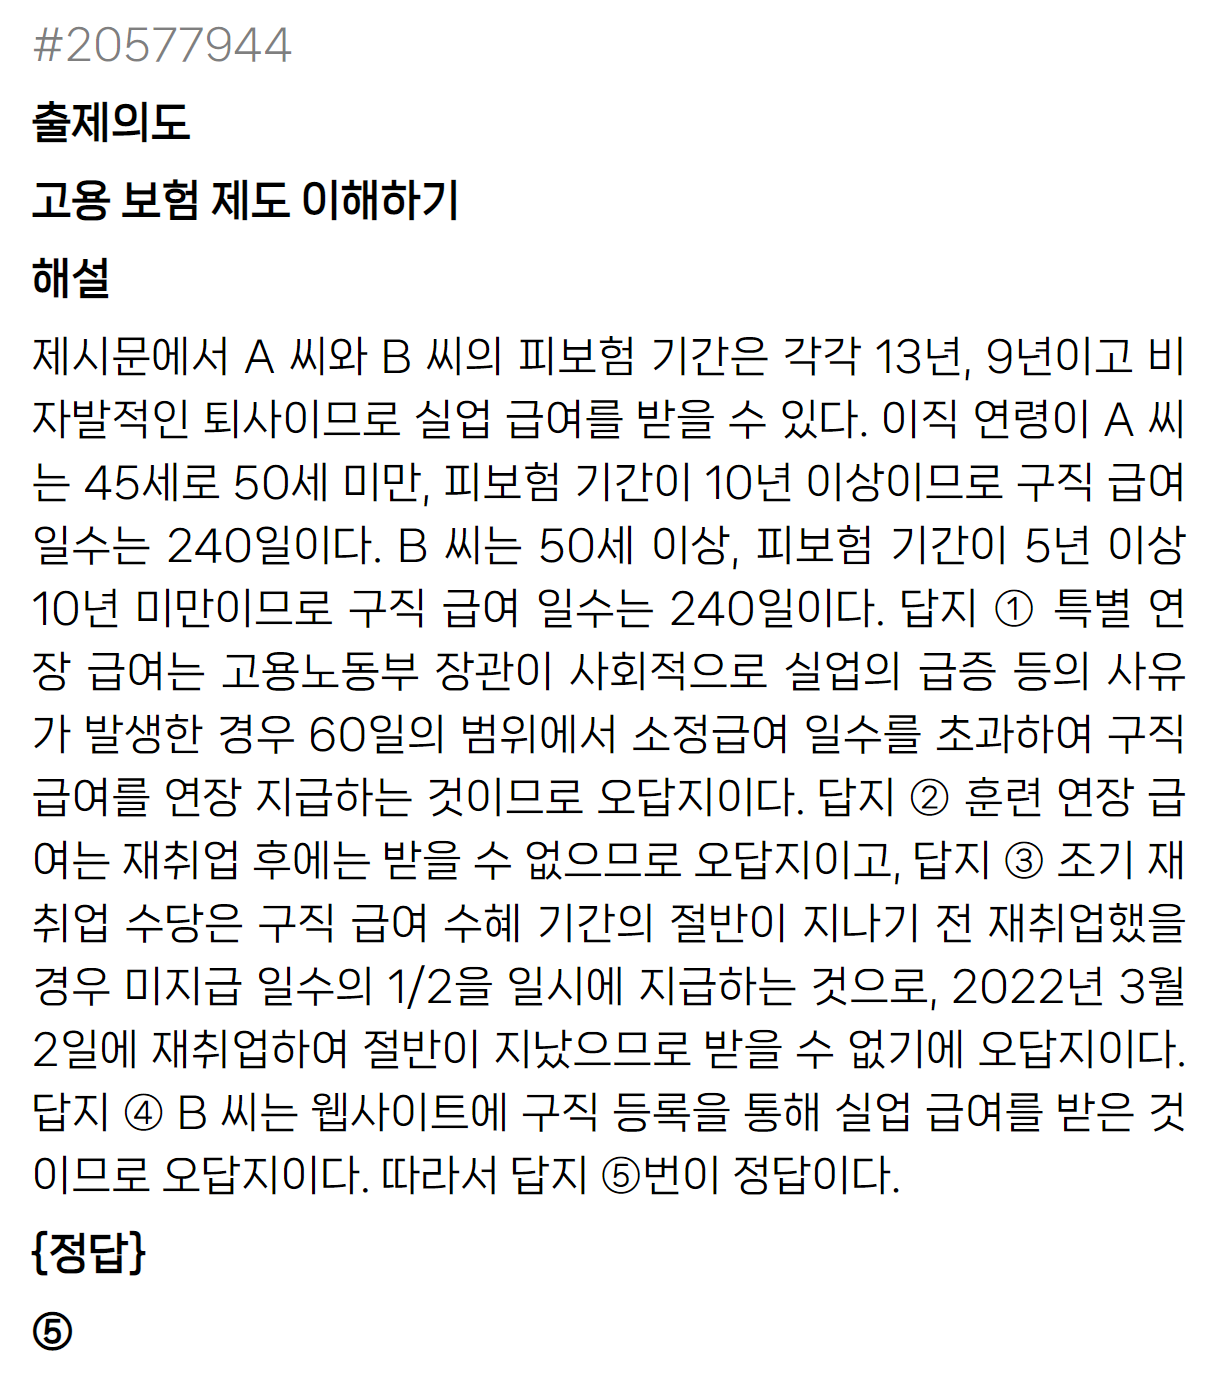 #20577944
출제의도
고용 보험 제도 이해하기
해설
제시문에서 A 씨와 B 씨의 피보험 기간은 각각 13년, 9년이고 비
자발적인 퇴사이므로 실업 급여를 받을 수 있다. 이직 연령이 A 씨
는 45세로 50세 미만, 피보험 기간이 10년 이상이므로 구직 급여
일수는 240일이다. B 씨는 50세 이상, 피보험 기간이 5년 이상
10년 미만이므로 구직 급여 일수는 240일이다. 답지 ① 특별 연
장 급여는 고용노동부 장관이 사회적으로 실업의 급증 등의 사유
가 발생한 경우 60일의 범위에서 소정급여 일수를 초과하여 구직
급여를 연장 지급하는 것이므로 오답지이다. 답지 ② 훈련 연장 급
여는 재취업 후에는 받을 수 없으므로 오답지이고, 답지 ③ 조기 재
취업 수당은 구직 급여 수혜 기간의 절반이 지나기 전 재취업했을
경우 미지급 일수의 1/2을 일시에 지급하는 것으로, 2022년 3월
2일에 재취업하여 절반이 지났으므로 받을 수 없기에 오답지이다.
답지 ④ B 씨는 웹사이트에 구직 등록을 통해 실업 급여를 받은 것
이므로 오답지이다. 따라서 답지 ⑤번이 정답이다.
{정답}
⑤